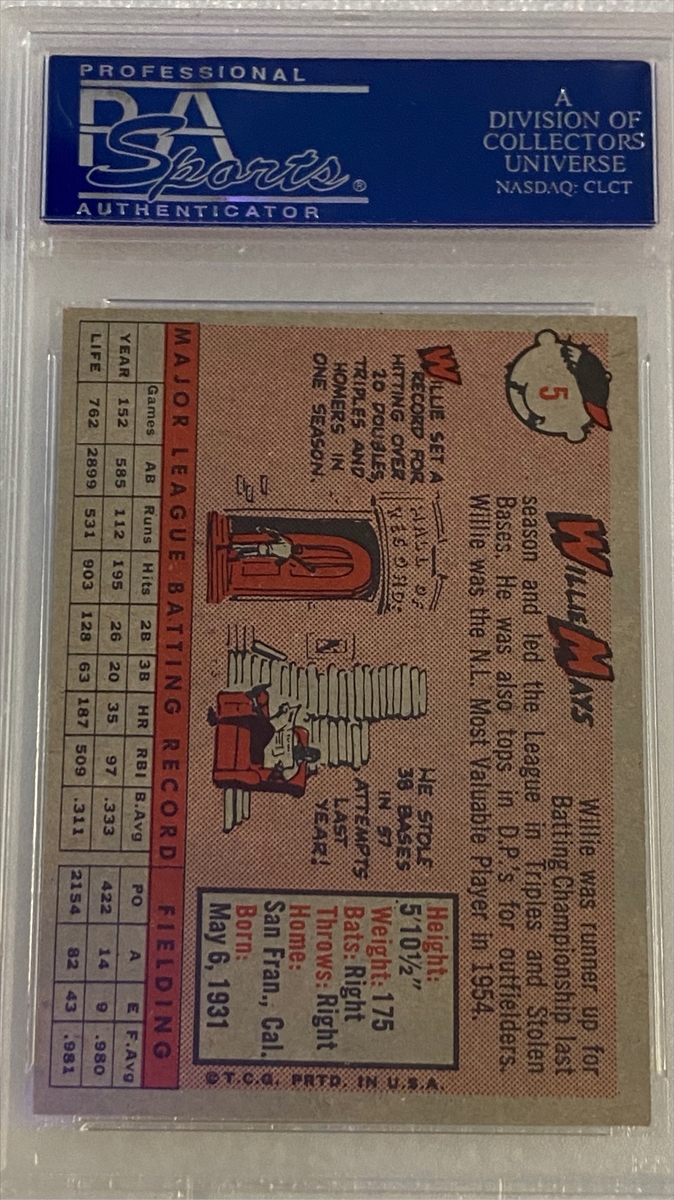 PROFESSIONAL
PSA
Sports®
AUTHENTICATOR
A
DIVISION OF
COLLECTORS
UNIVERSE
NASDAQ: CLCT
5
WILLIE MAYS
Willie was runner up for
Batting Championship last
season and led the League in Triples and Stolen
Bases. He was also tops in D.P.'s for outfielders.
Willie was the N.L. Most Valuable Player in 1954.
WILLIE SET A
RECORD FOR
HITTING OVER
20 DOUBLES,
TRIPLES AND
HOMERS IN
ONE SEASON.
HALL OF
RECORDS
HE STOLE
38 BASES
IN 57
ATTEMPTS
LAST
YEAR!
Height:
5'10½"
Weight: 175
Bats: Right
Throws: Right
Home:
San Fran., Cal.
Born:
May 6, 1931
©T.C.G. PRTD. IN U.S.A.
MAJOR LEAGUE BATTING RECORD FIELDING
Games AB Runs Hits 2B 3B HR RBI B.Avg PO A E F.Avg
YEAR 152 585 112 195 26 20 35 97 .333 422 14 9 .980
LIFE 762 2899 531 903 128 63 187 509 .311 2154 82 43 .981